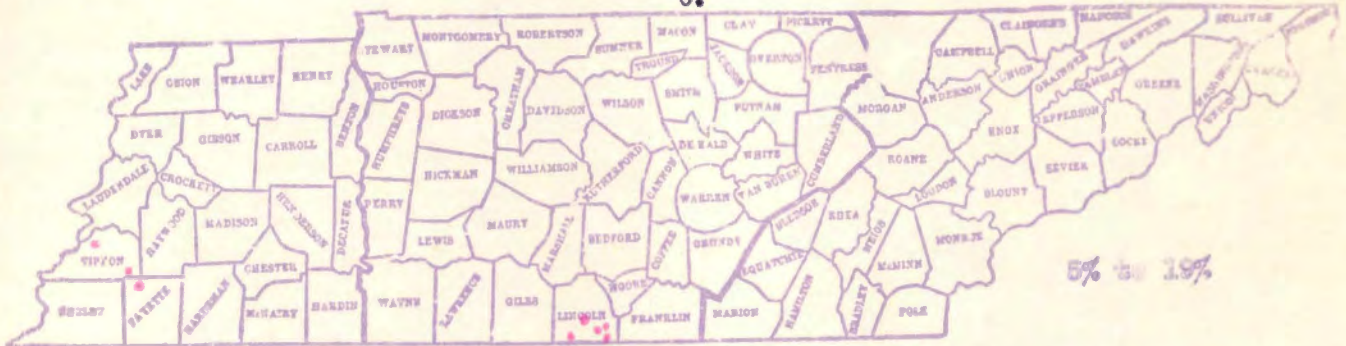 STEWART MONTGOMERY ROBERTSON SUMNER MACON CLAY PICKETT CLAIBORNE HANCOCK SULLIVAN
LAKE OBION WEAKLEY HENRY HOUSTON CHEATHAM TROUSD JACKSON OVERTON FENTRESS CAMPBELL UNION GRAINGER HAWKINS
DYER GIBSON CARROLL BENTON HUMPHREYS DICKSON DAVIDSON WILSON SMITH PUTNAM MORGAN ANDERSON KNOX JEFFERSON GREENE WASHINGTON
LAUDERDALE CROCKETT HICKMAN WILLIAMSON RUTHERFORD CANNON DE KALB WHITE CUMBERLAND ROANE LOUDON BLOUNT SEVIER COCKE
TIPTON HAYWOOD MADISON HENDERSON DECATUR PERRY LEWIS MAURY MARSHALL BEDFORD COFFEE WARREN VAN BUREN BLEDSOE RHEA MEIGS MONROE
SHELBY FAYETTE HARDEMAN CHESTER McNAIRY HARDIN WAYNE LAWRENCE GILES LINCOLN MOORE FRANKLIN GRUNDY EQUATCHIE MARION HAMILTON BRADLEY McMINN POLK
5% to 19%